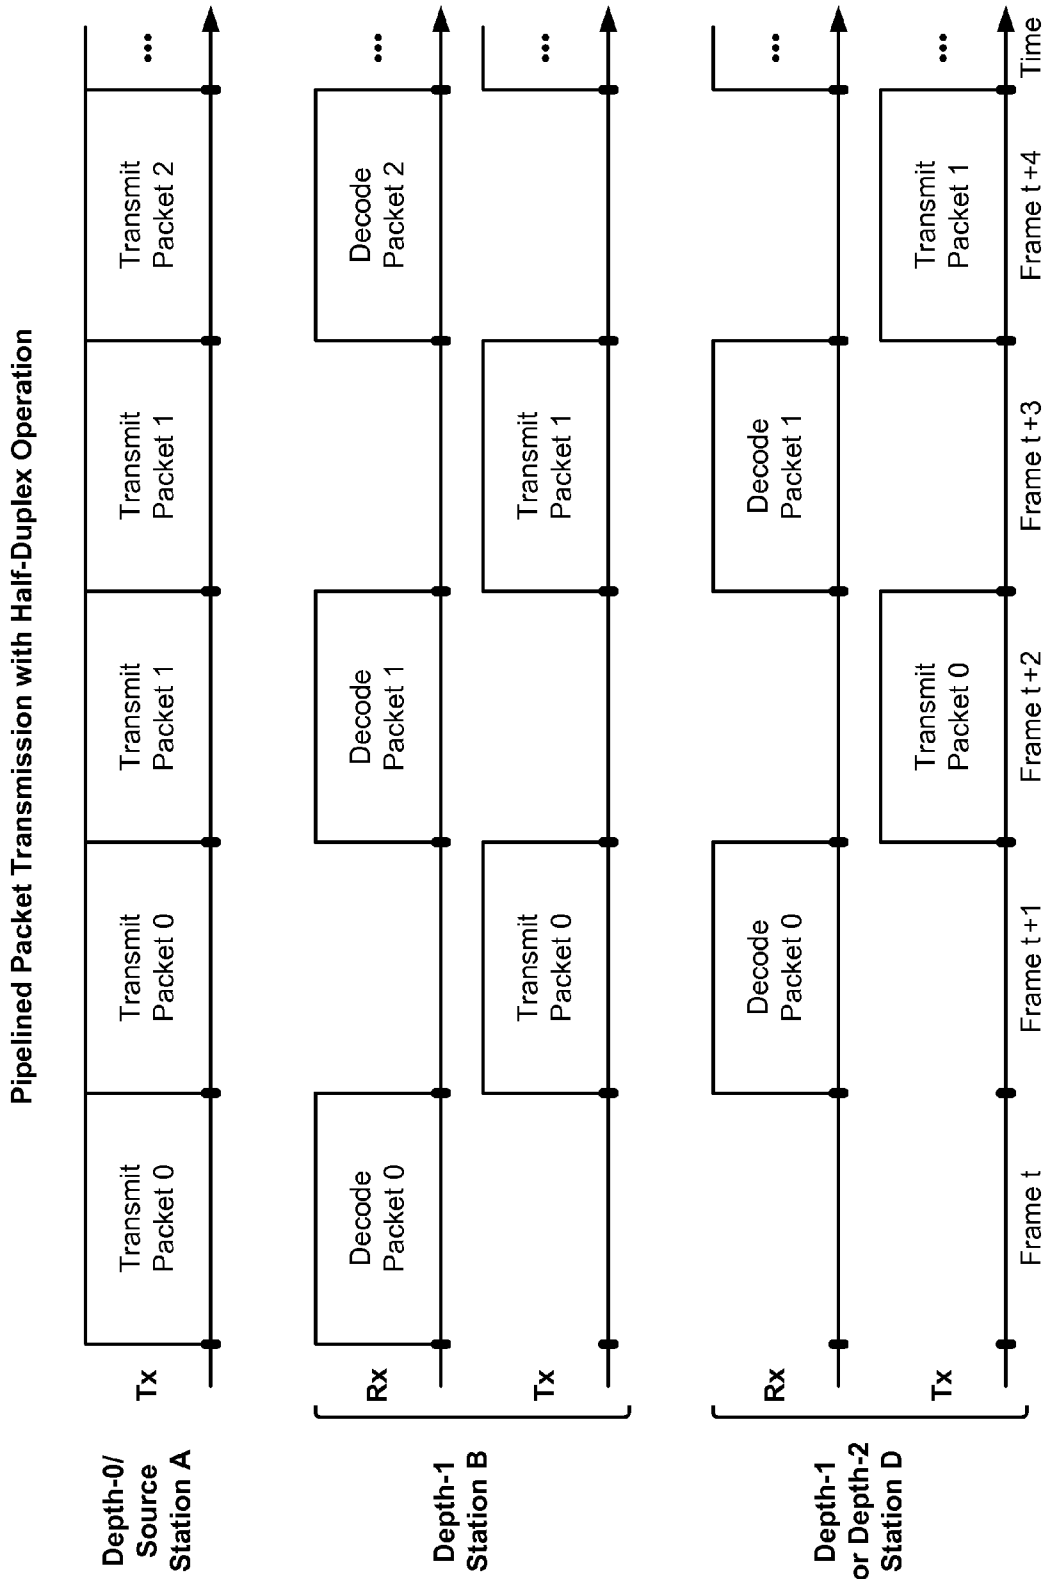 Pipelined Packet Transmission with Half-Duplex Operation
Depth-0/
Source
Station A
Tx
Transmit
Packet 0
Transmit
Packet 0
Transmit
Packet 1
Transmit
Packet 1
Transmit
Packet 2
•••
Depth-1
Station B
Rx
Decode
Packet 0
Decode
Packet 1
Decode
Packet 2
•••
Tx
Transmit
Packet 0
Transmit
Packet 1
•••
Depth-1
or Depth-2
Station D
Rx
Decode
Packet 0
Decode
Packet 1
•••
Tx
Transmit
Packet 0
Transmit
Packet 1
•••
Frame t
Frame t+1
Frame t+2
Frame t+3
Frame t+4
Time